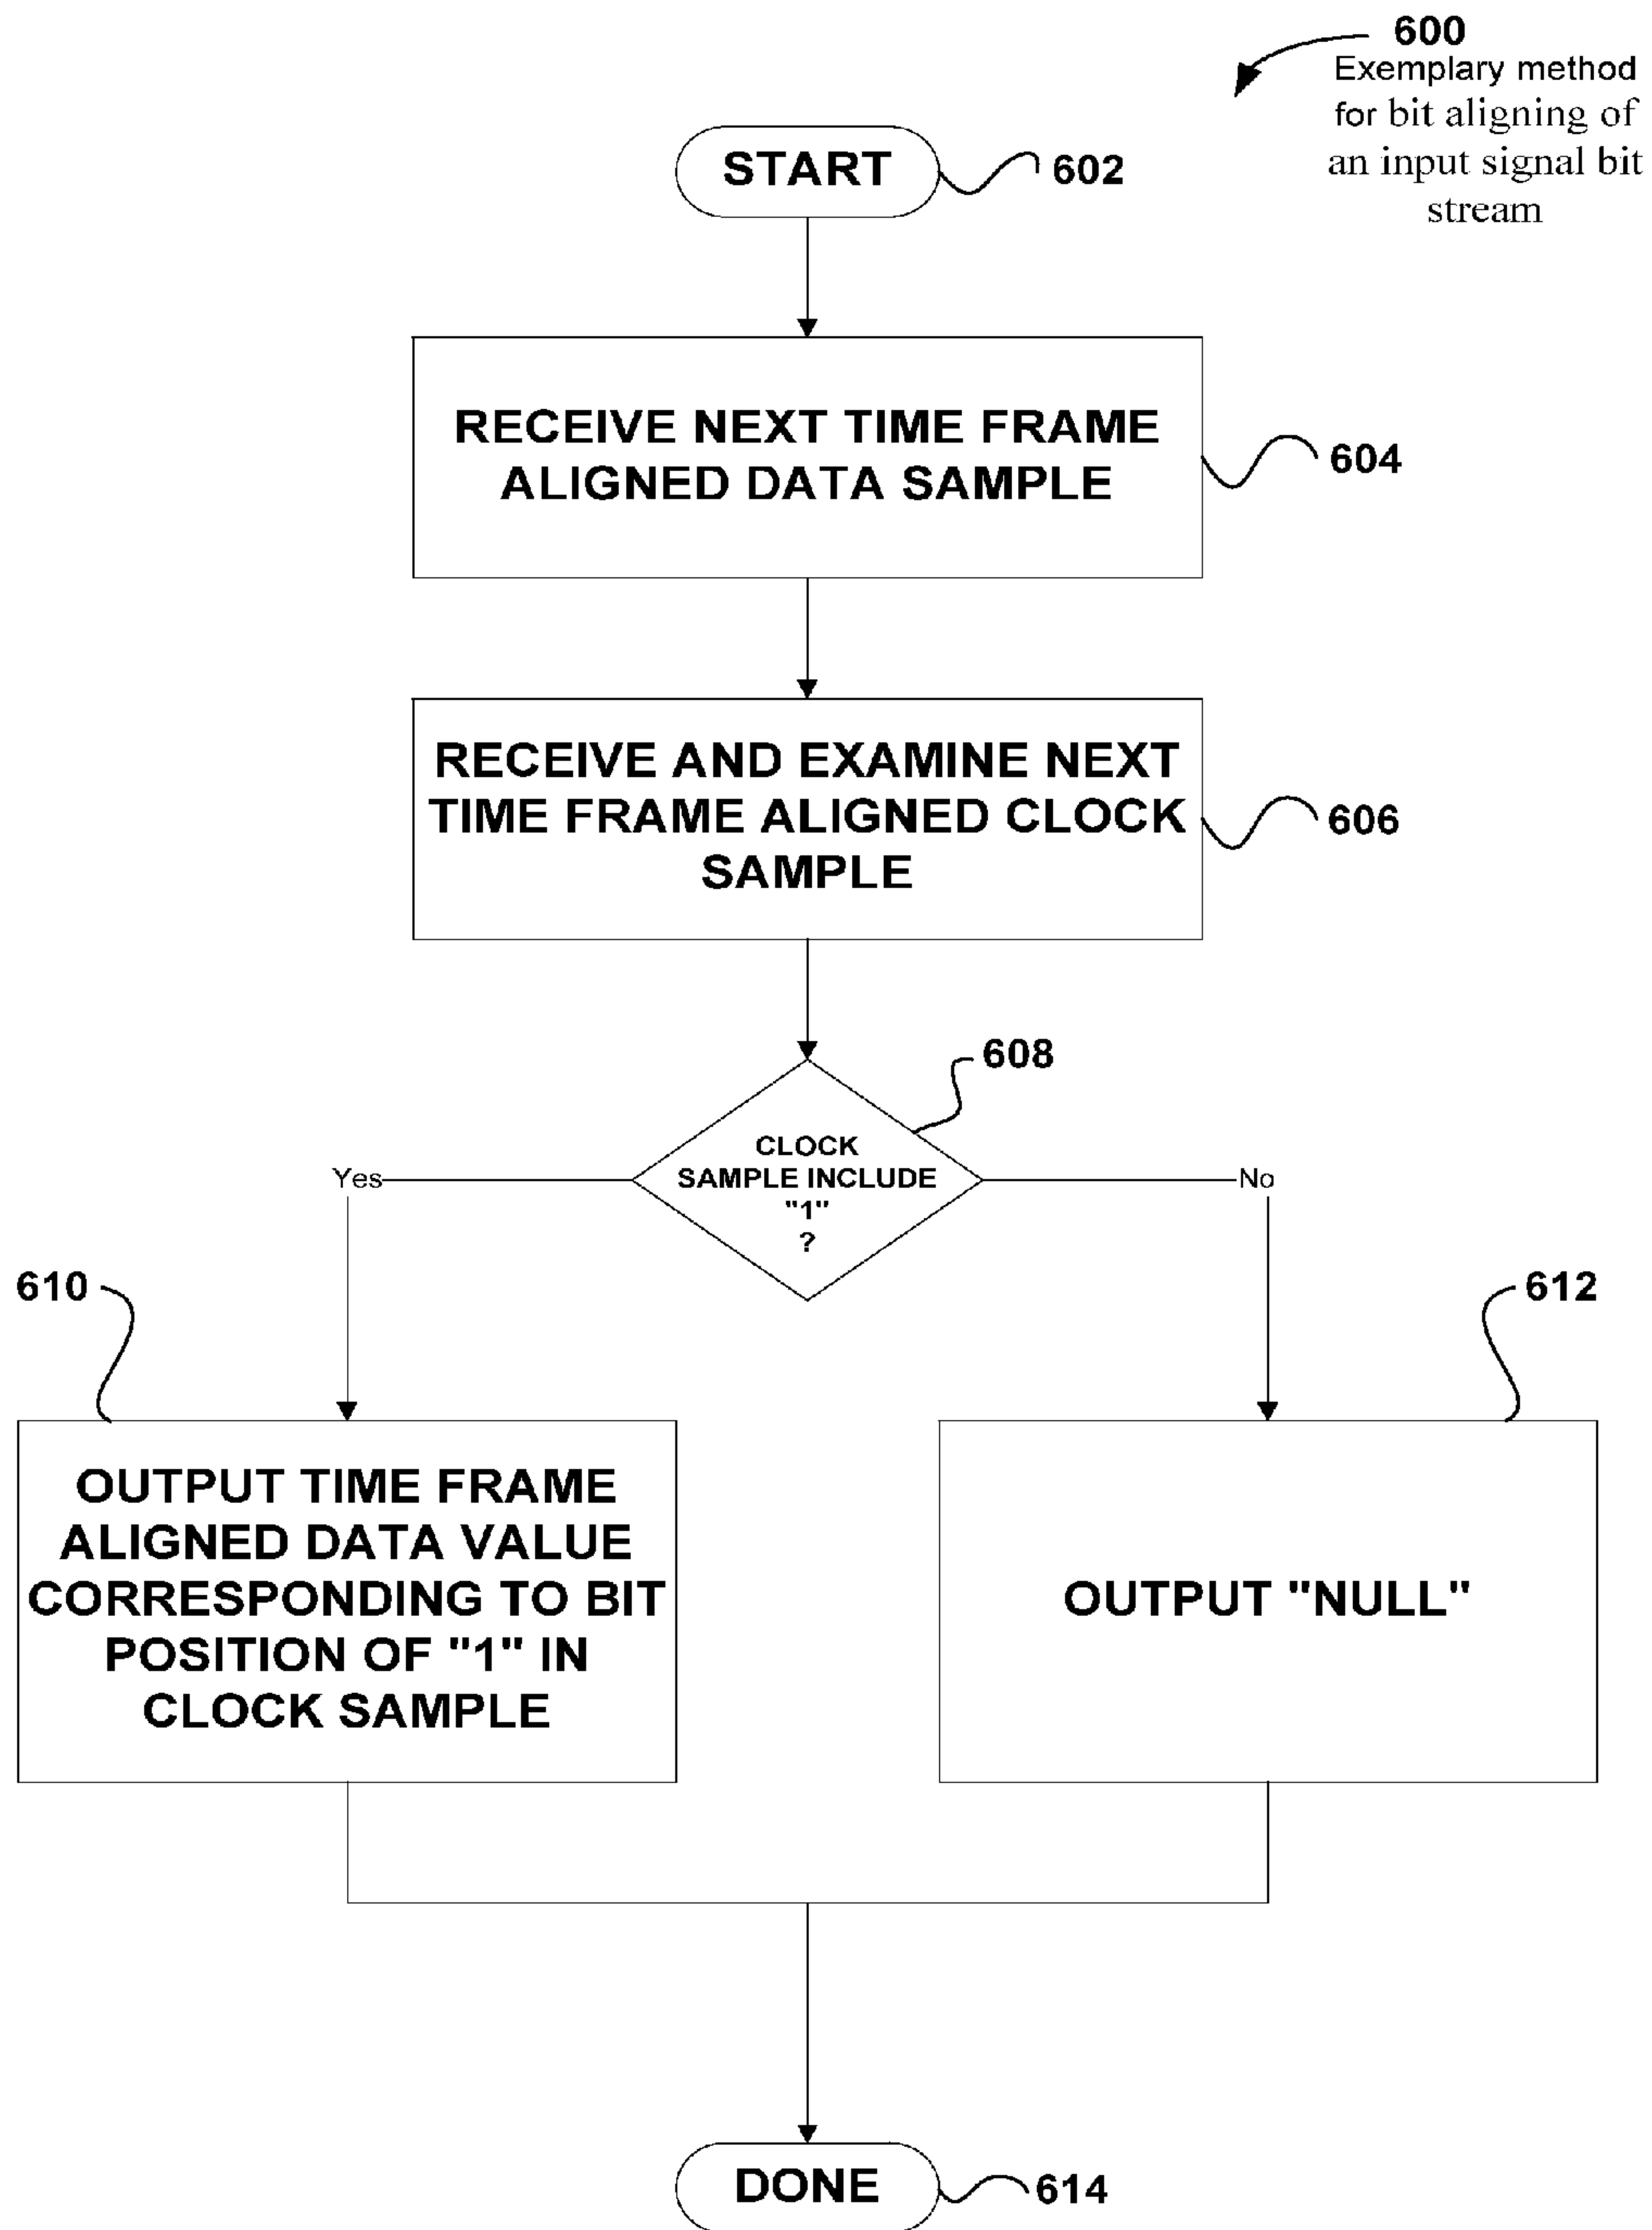 600
Exemplary method
for bit aligning of
an input signal bit
stream
START
602
RECEIVE NEXT TIME FRAME
ALIGNED DATA SAMPLE
604
RECEIVE AND EXAMINE NEXT
TIME FRAME ALIGNED CLOCK
SAMPLE
606
608
CLOCK
SAMPLE INCLUDE
"1"
?
Yes
No
610
612
OUTPUT TIME FRAME
ALIGNED DATA VALUE
CORRESPONDING TO BIT
POSITION OF "1" IN
CLOCK SAMPLE
OUTPUT "NULL"
DONE
614